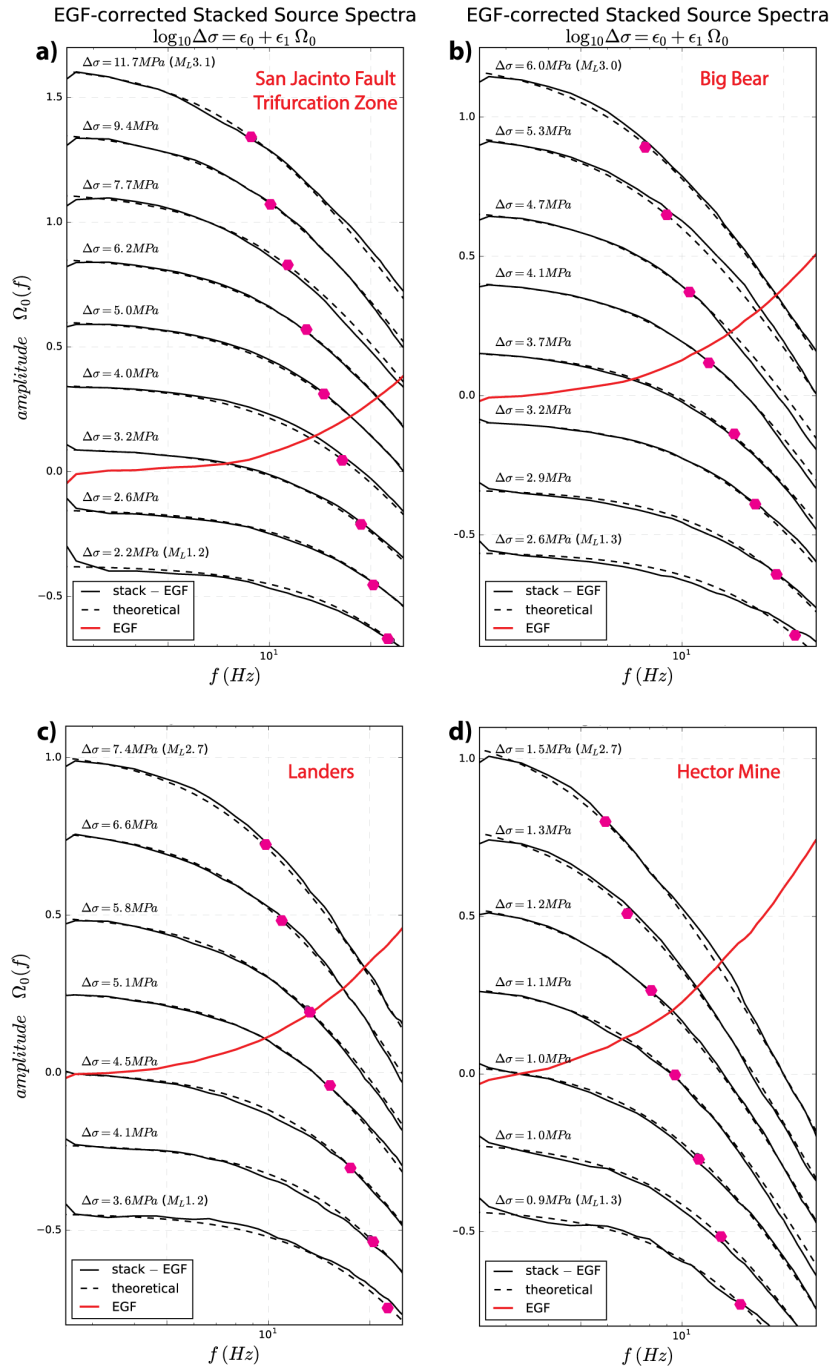 EGF-corrected Stacked Source Spectra
log₁₀Δσ = ϵ₀ + ϵ₁ Ω₀
a)
San Jacinto Fault
Trifurcation Zone
Δσ = 11.7MPa (M_L3.1)
Δσ = 9.4MPa
Δσ = 7.7MPa
Δσ = 6.2MPa
Δσ = 5.0MPa
Δσ = 4.0MPa
Δσ = 3.2MPa
Δσ = 2.6MPa
Δσ = 2.2MPa (M_L1.2)
1.5
1.0
0.5
0.0
−0.5
amplitude Ω₀(f)
stack − EGF
theoretical
EGF
10¹
f (Hz)
EGF-corrected Stacked Source Spectra
log₁₀Δσ = ϵ₀ + ϵ₁ Ω₀
b)
Big Bear
Δσ = 6.0MPa (M_L3.0)
Δσ = 5.3MPa
Δσ = 4.7MPa
Δσ = 4.1MPa
Δσ = 3.7MPa
Δσ = 3.2MPa
Δσ = 2.9MPa
Δσ = 2.6MPa (M_L1.3)
1.0
0.5
0.0
−0.5
stack − EGF
theoretical
EGF
10¹
f (Hz)
c)
Landers
Δσ = 7.4MPa (M_L2.7)
Δσ = 6.6MPa
Δσ = 5.8MPa
Δσ = 5.1MPa
Δσ = 4.5MPa
Δσ = 4.1MPa
Δσ = 3.6MPa (M_L1.2)
1.0
0.5
0.0
−0.5
amplitude Ω₀(f)
stack − EGF
theoretical
EGF
10¹
f (Hz)
d)
Hector Mine
Δσ = 1.5MPa (M_L2.7)
Δσ = 1.3MPa
Δσ = 1.2MPa
Δσ = 1.1MPa
Δσ = 1.0MPa
Δσ = 1.0MPa
Δσ = 0.9MPa (M_L1.3)
1.0
0.5
0.0
−0.5
stack − EGF
theoretical
EGF
10¹
f (Hz)